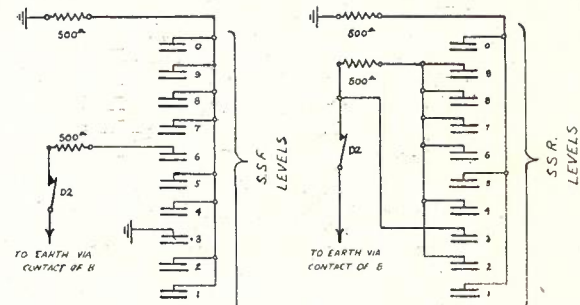 500Ω
0
9
8
7
500Ω
6
5
D2
4
3
TO EARTH VIA
CONTACT OF B
2
1
S.S.F.
LEVELS
500Ω
0
500Ω
8
7
6
D2
5
4
3
TO EARTH VIA
CONTACT OF B
2
1
S.S.R.
LEVELS